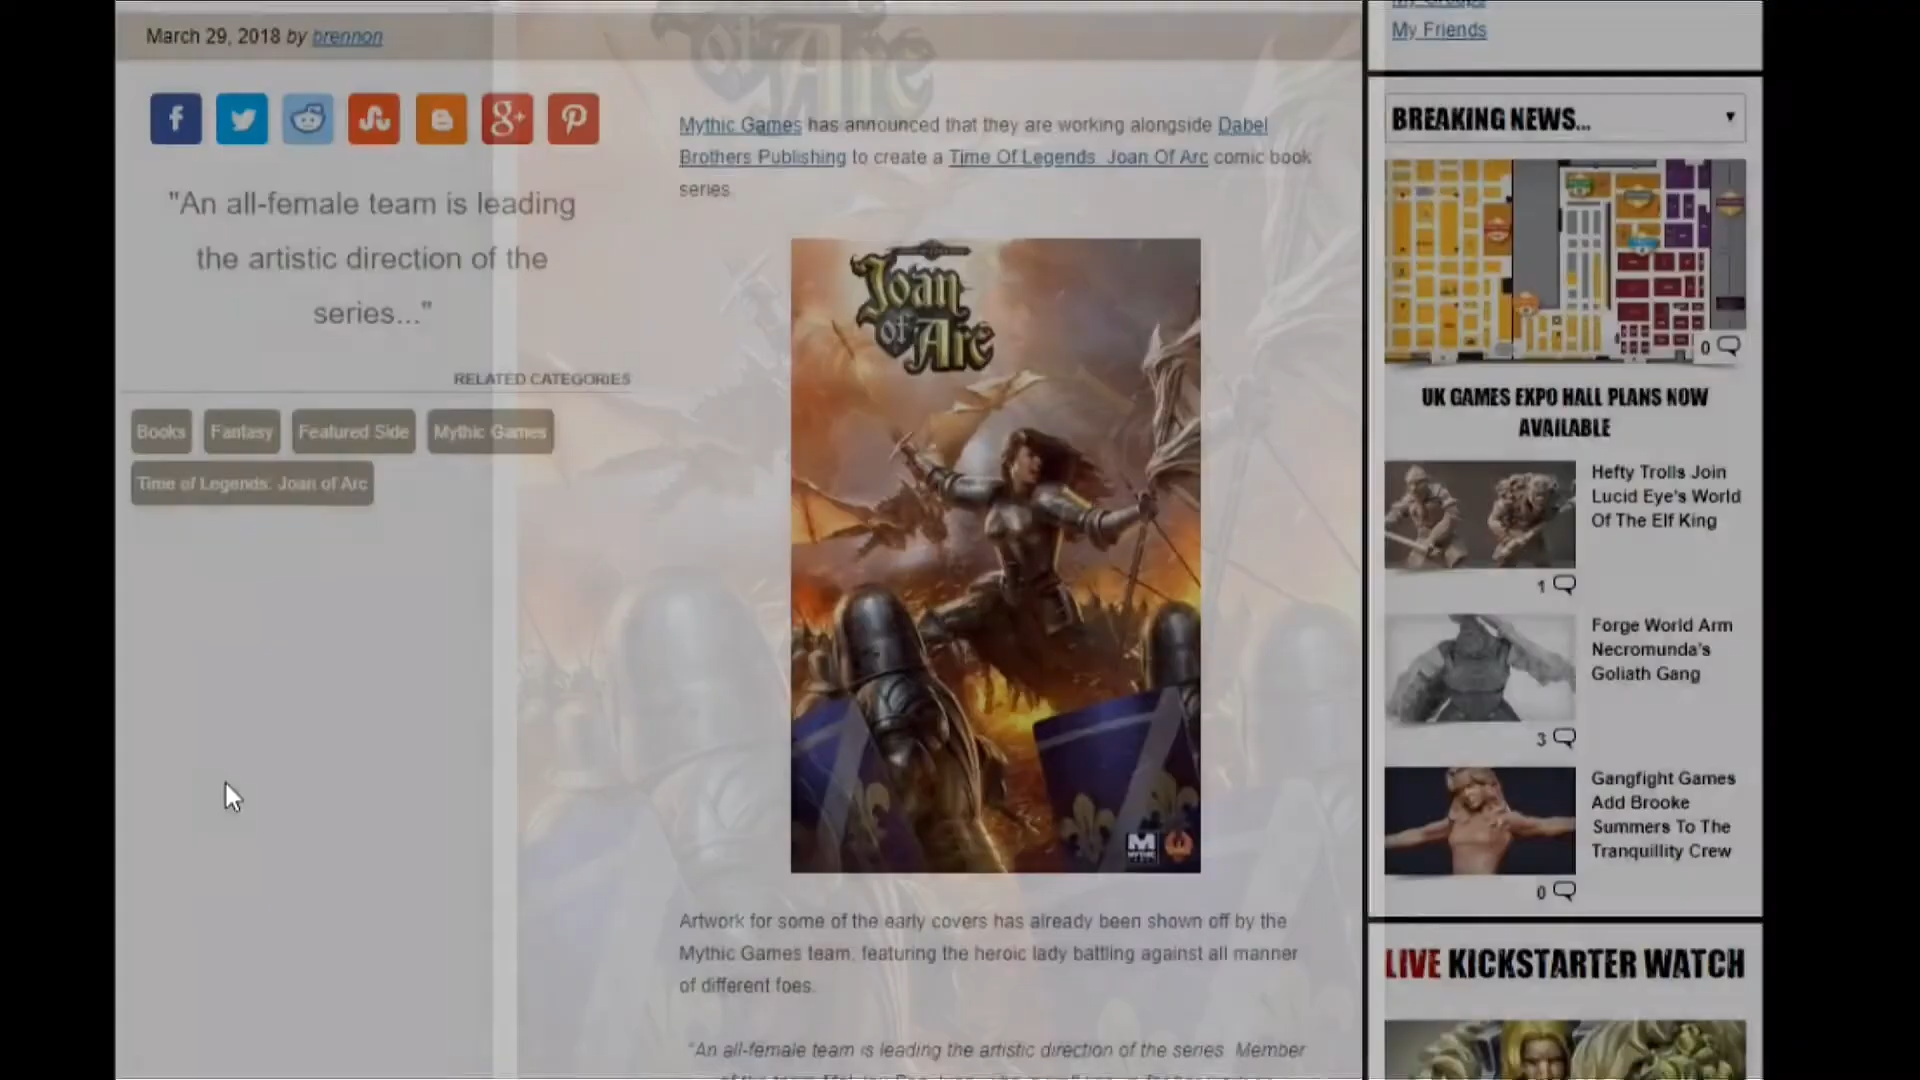 My Groups
My Friends
March 29, 2018 by brennon
"An all-female team is leading
the artistic direction of the
series..."
RELATED CATEGORIES
Books
Fantasy
Featured Side
Mythic Games
Time of Legends: Joan of Arc
of Arc
Mythic Games has announced that they are working alongside Dabel
Brothers Publishing to create a Time Of Legends: Joan Of Arc comic book
series.
Joan
of Arc
MYTHIC
Artwork for some of the early covers has already been shown off by the
Mythic Games team, featuring the heroic lady battling against all manner
of different foes.
"An all-female team is leading the artistic direction of the series. Member
BREAKING NEWS...
0
UK GAMES EXPO HALL PLANS NOW
AVAILABLE
Hefty Trolls Join
Lucid Eye's World
Of The Elf King
1
Forge World Arm
Necromunda's
Goliath Gang
3
Gangfight Games
Add Brooke
Summers To The
Tranquillity Crew
0
LIVE KICKSTARTER WATCH